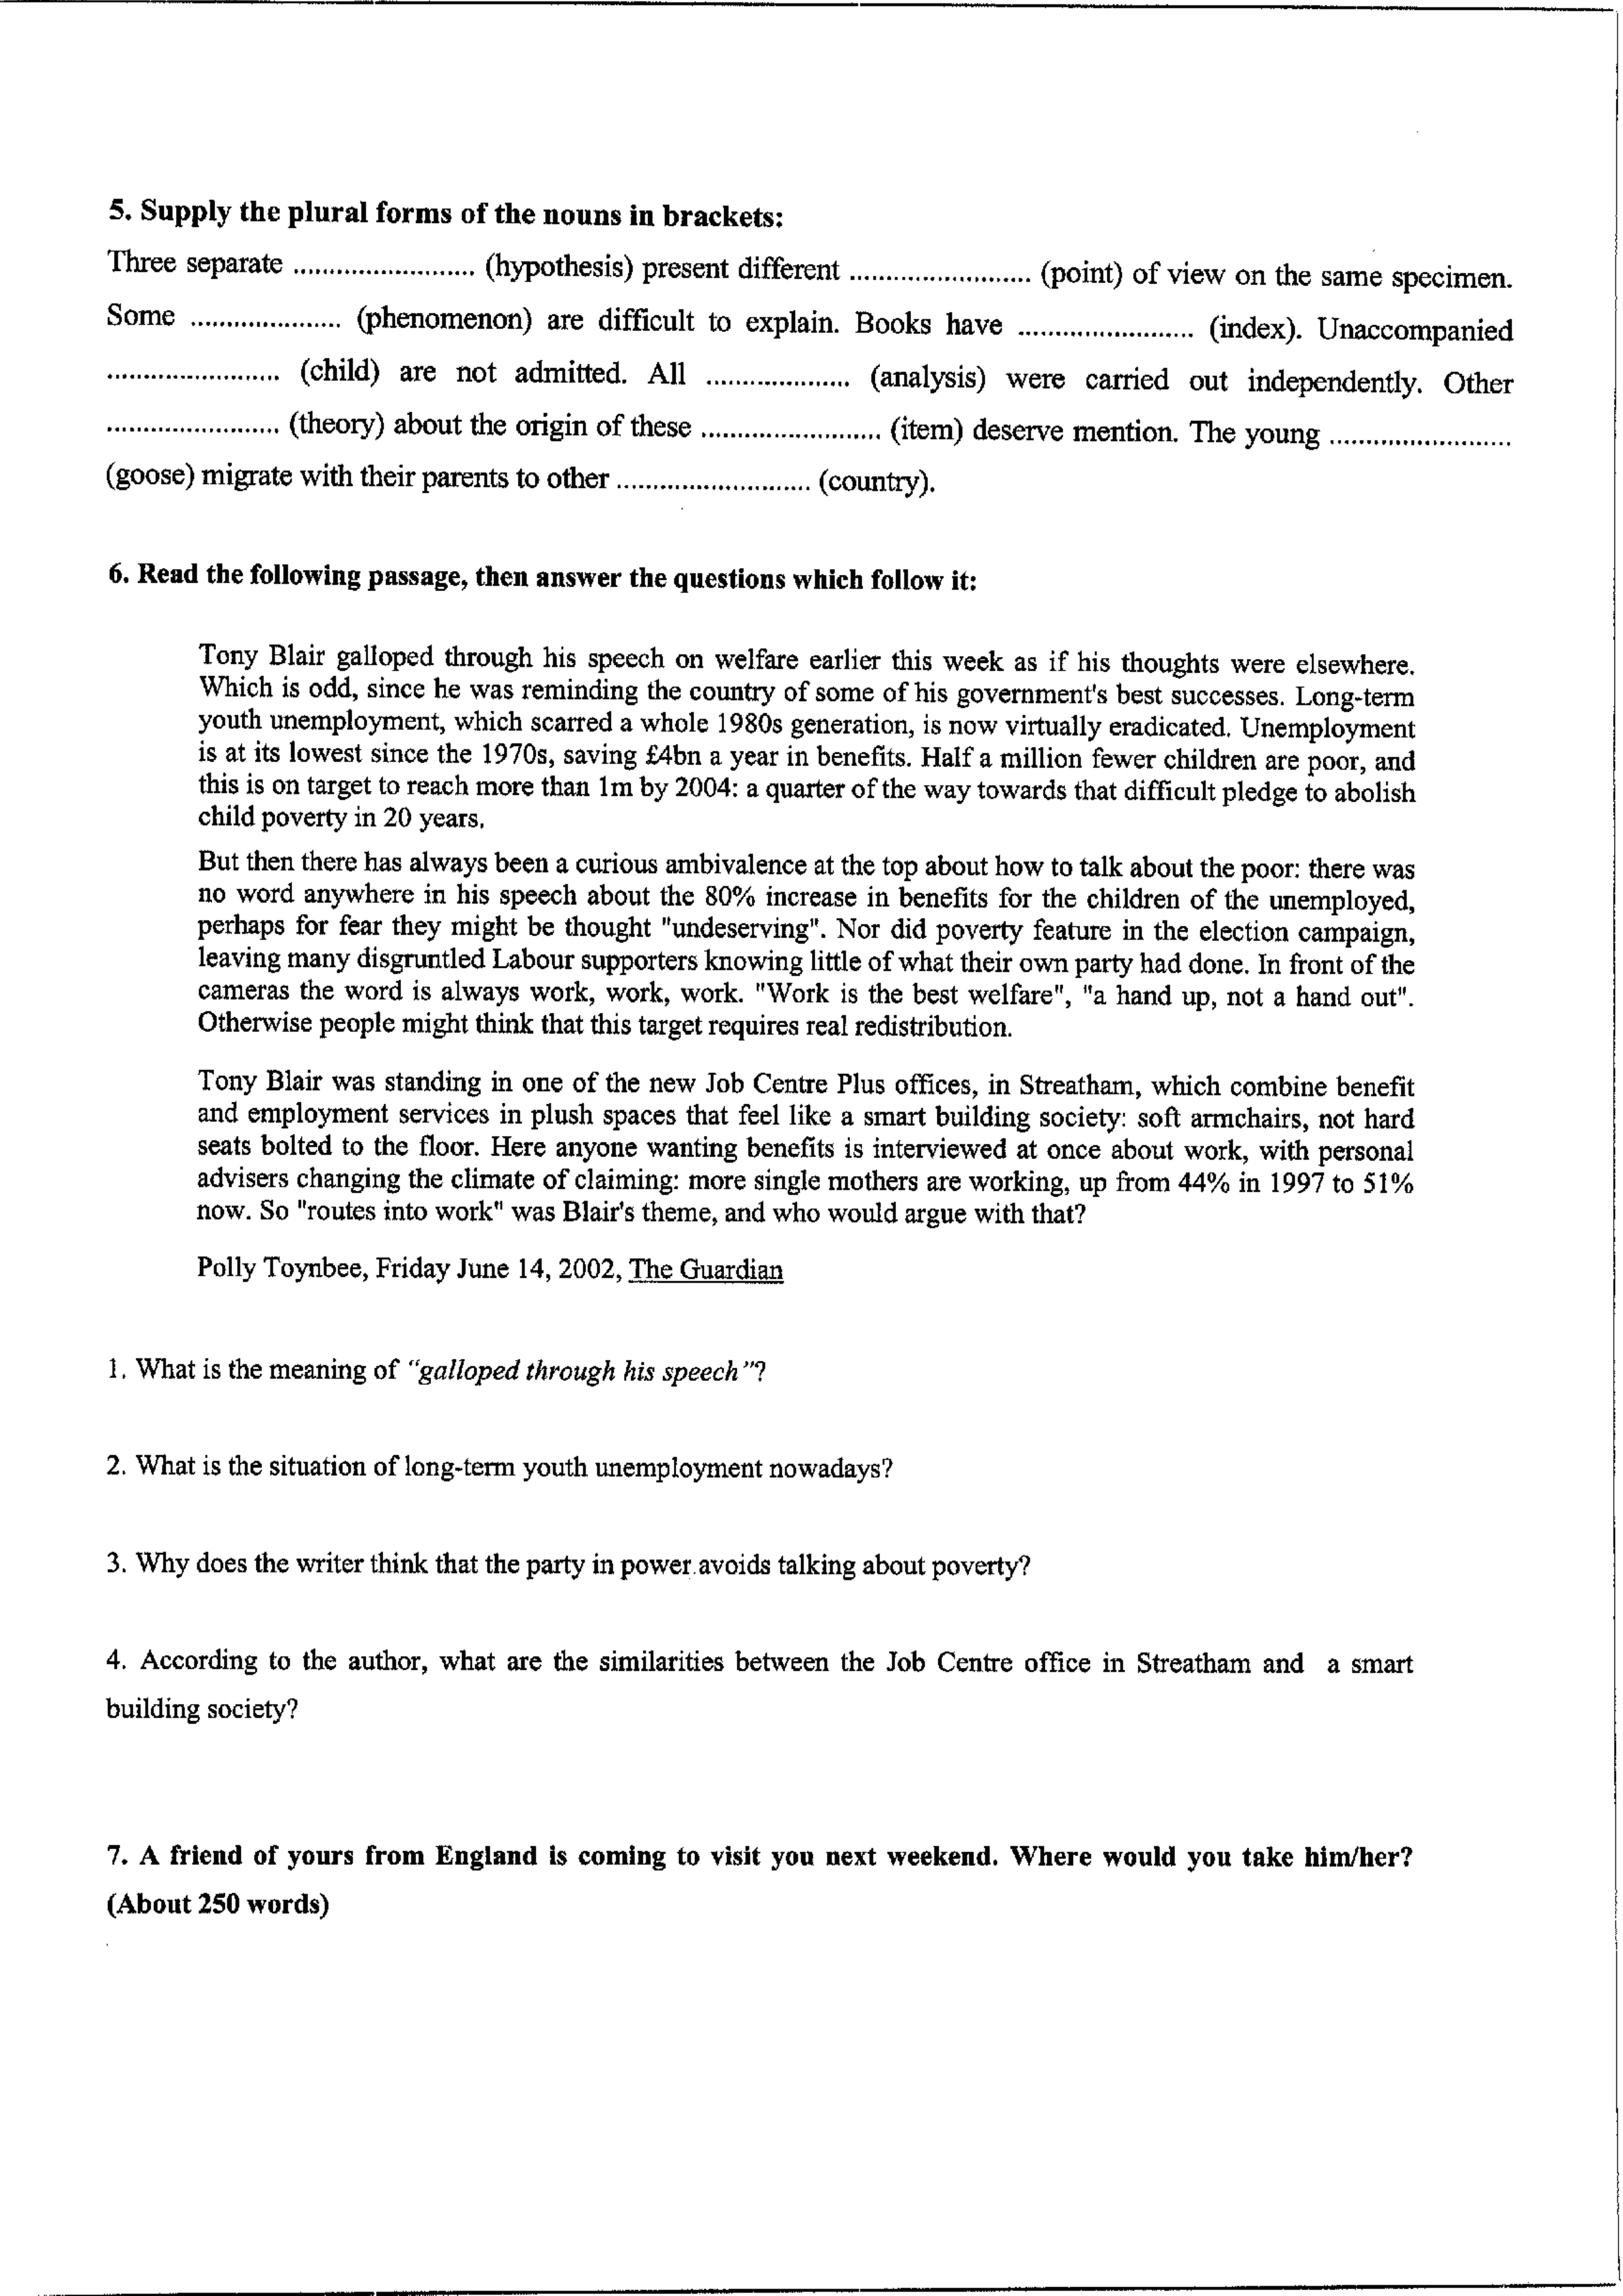 5. Supply the plural forms of the nouns in brackets:
Three separate ......................... (hypothesis) present different ......................... (point) of view on the same specimen.
Some ..................... (phenomenon) are difficult to explain. Books have ........................ (index). Unaccompanied
........................ (child) are not admitted. All .................... (analysis) were carried out independently. Other
........................ (theory) about the origin of these ......................... (item) deserve mention. The young .........................
(goose) migrate with their parents to other ........................... (country).
6. Read the following passage, then answer the questions which follow it:
Tony Blair galloped through his speech on welfare earlier this week as if his thoughts were elsewhere.
Which is odd, since he was reminding the country of some of his government's best successes. Long-term
youth unemployment, which scarred a whole 1980s generation, is now virtually eradicated. Unemployment
is at its lowest since the 1970s, saving £4bn a year in benefits. Half a million fewer children are poor, and
this is on target to reach more than 1m by 2004: a quarter of the way towards that difficult pledge to abolish
child poverty in 20 years.
But then there has always been a curious ambivalence at the top about how to talk about the poor: there was
no word anywhere in his speech about the 80% increase in benefits for the children of the unemployed,
perhaps for fear they might be thought "undeserving". Nor did poverty feature in the election campaign,
leaving many disgruntled Labour supporters knowing little of what their own party had done. In front of the
cameras the word is always work, work, work. "Work is the best welfare", "a hand up, not a hand out".
Otherwise people might think that this target requires real redistribution.
Tony Blair was standing in one of the new Job Centre Plus offices, in Streatham, which combine benefit
and employment services in plush spaces that feel like a smart building society: soft armchairs, not hard
seats bolted to the floor. Here anyone wanting benefits is interviewed at once about work, with personal
advisers changing the climate of claiming: more single mothers are working, up from 44% in 1997 to 51%
now. So "routes into work" was Blair's theme, and who would argue with that?
Polly Toynbee, Friday June 14, 2002, The Guardian
1. What is the meaning of "galloped through his speech"?
2. What is the situation of long-term youth unemployment nowadays?
3. Why does the writer think that the party in power avoids talking about poverty?
4. According to the author, what are the similarities between the Job Centre office in Streatham and a smart
building society?
7. A friend of yours from England is coming to visit you next weekend. Where would you take him/her?
(About 250 words)